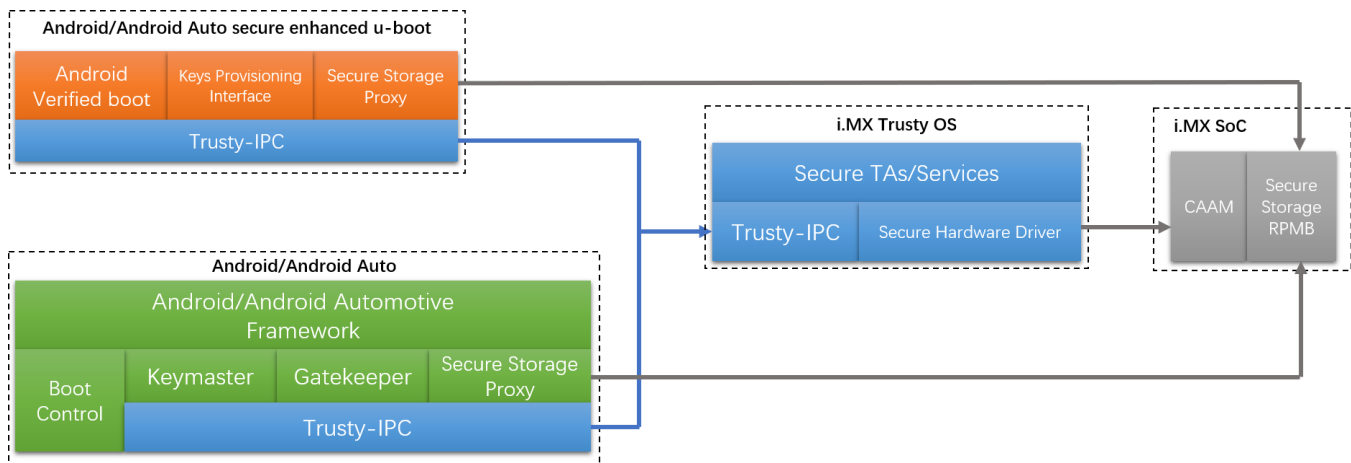 Android/Android Auto secure enhanced u-boot
Android
Verified boot
Keys Provisioning
Interface
Secure Storage
Proxy
Trusty-IPC
i.MX Trusty OS
Secure TAs/Services
Trusty-IPC
Secure Hardware Driver
i.MX SoC
CAAM
Secure
Storage
RPMB
Android/Android Auto
Android/Android Automotive
Framework
Boot
Control
Keymaster
Gatekeeper
Secure Storage
Proxy
Trusty-IPC